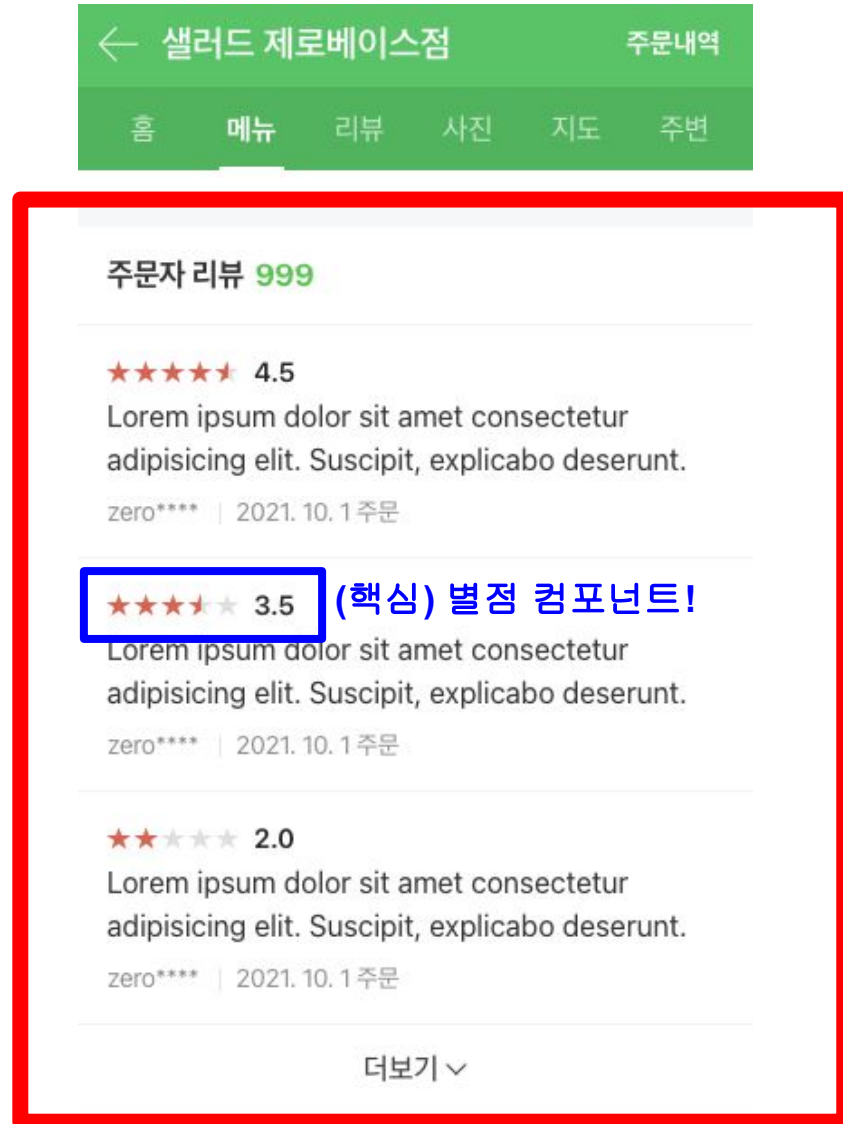 ← 샐러드 제로베이스점 주문내역
홈 메뉴 리뷰 사진 지도 주변
주문자 리뷰 999
★★★★★ 4.5
Lorem ipsum dolor sit amet consectetur
adipisicing elit. Suscipit, explicabo deserunt.
zero**** | 2021. 10. 1 주문
★★★★★ 3.5 (핵심) 별점 컴포넌트!
Lorem ipsum dolor sit amet consectetur
adipisicing elit. Suscipit, explicabo deserunt.
zero**** | 2021. 10. 1 주문
★★★★★ 2.0
Lorem ipsum dolor sit amet consectetur
adipisicing elit. Suscipit, explicabo deserunt.
zero**** | 2021. 10. 1 주문
더보기